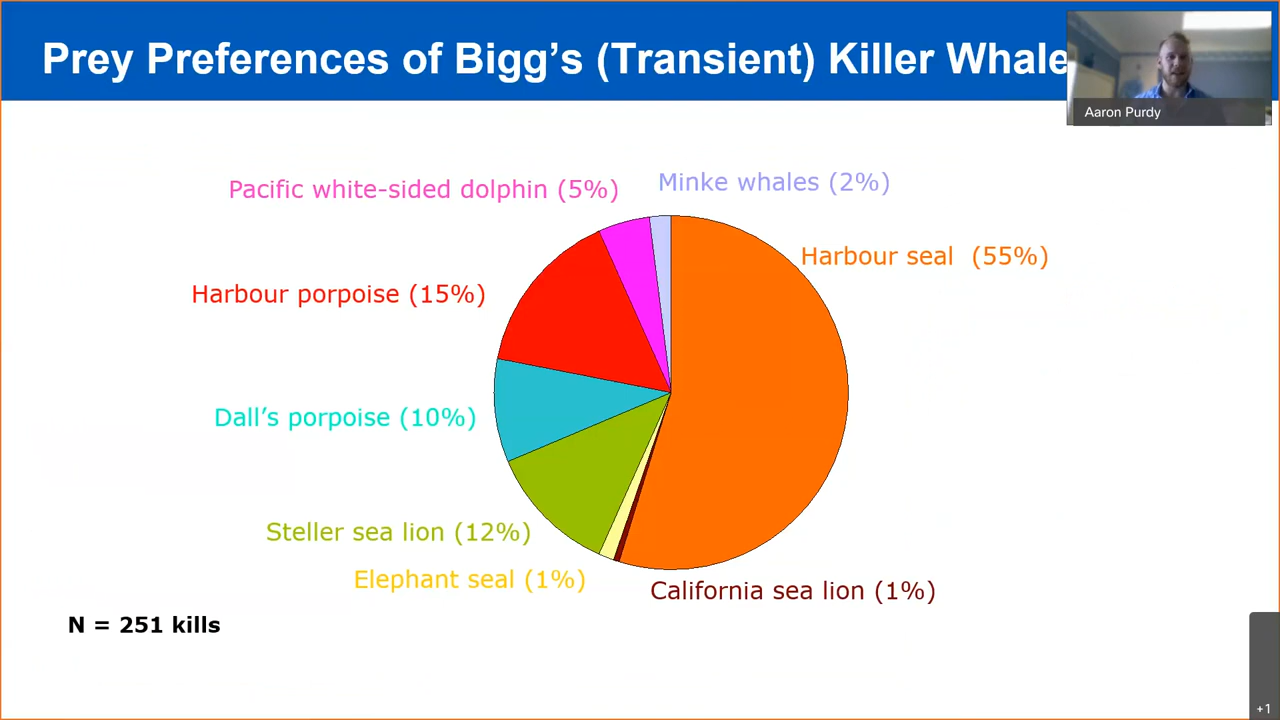 Prey Preferences of Bigg's (Transient) Killer Whale
Aaron Purdy
Pacific white-sided dolphin (5%)
Minke whales (2%)
Harbour seal (55%)
Harbour porpoise (15%)
Dall's porpoise (10%)
Steller sea lion (12%)
Elephant seal (1%)
California sea lion (1%)
N = 251 kills
+1